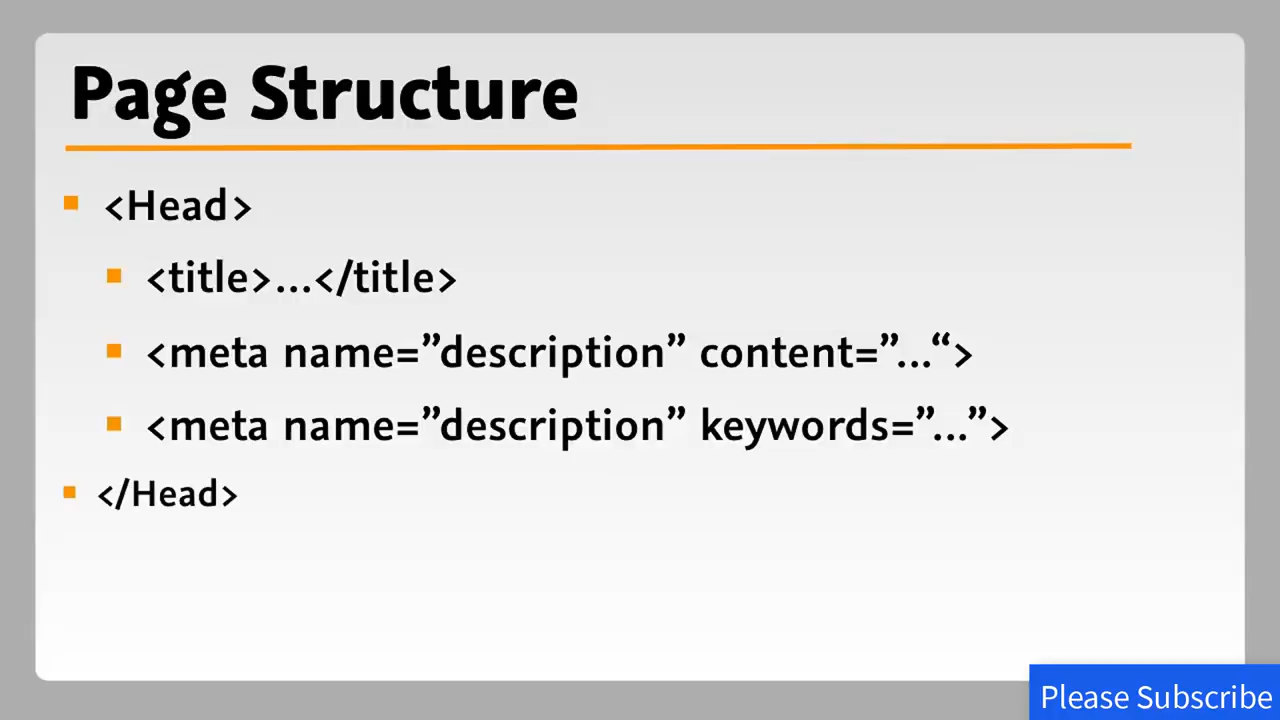 Page Structure
<Head>
<title>...</title>
<meta name=”description” content=”...“>
<meta name=”description” keywords=”...”>
</Head>
Please Subscribe